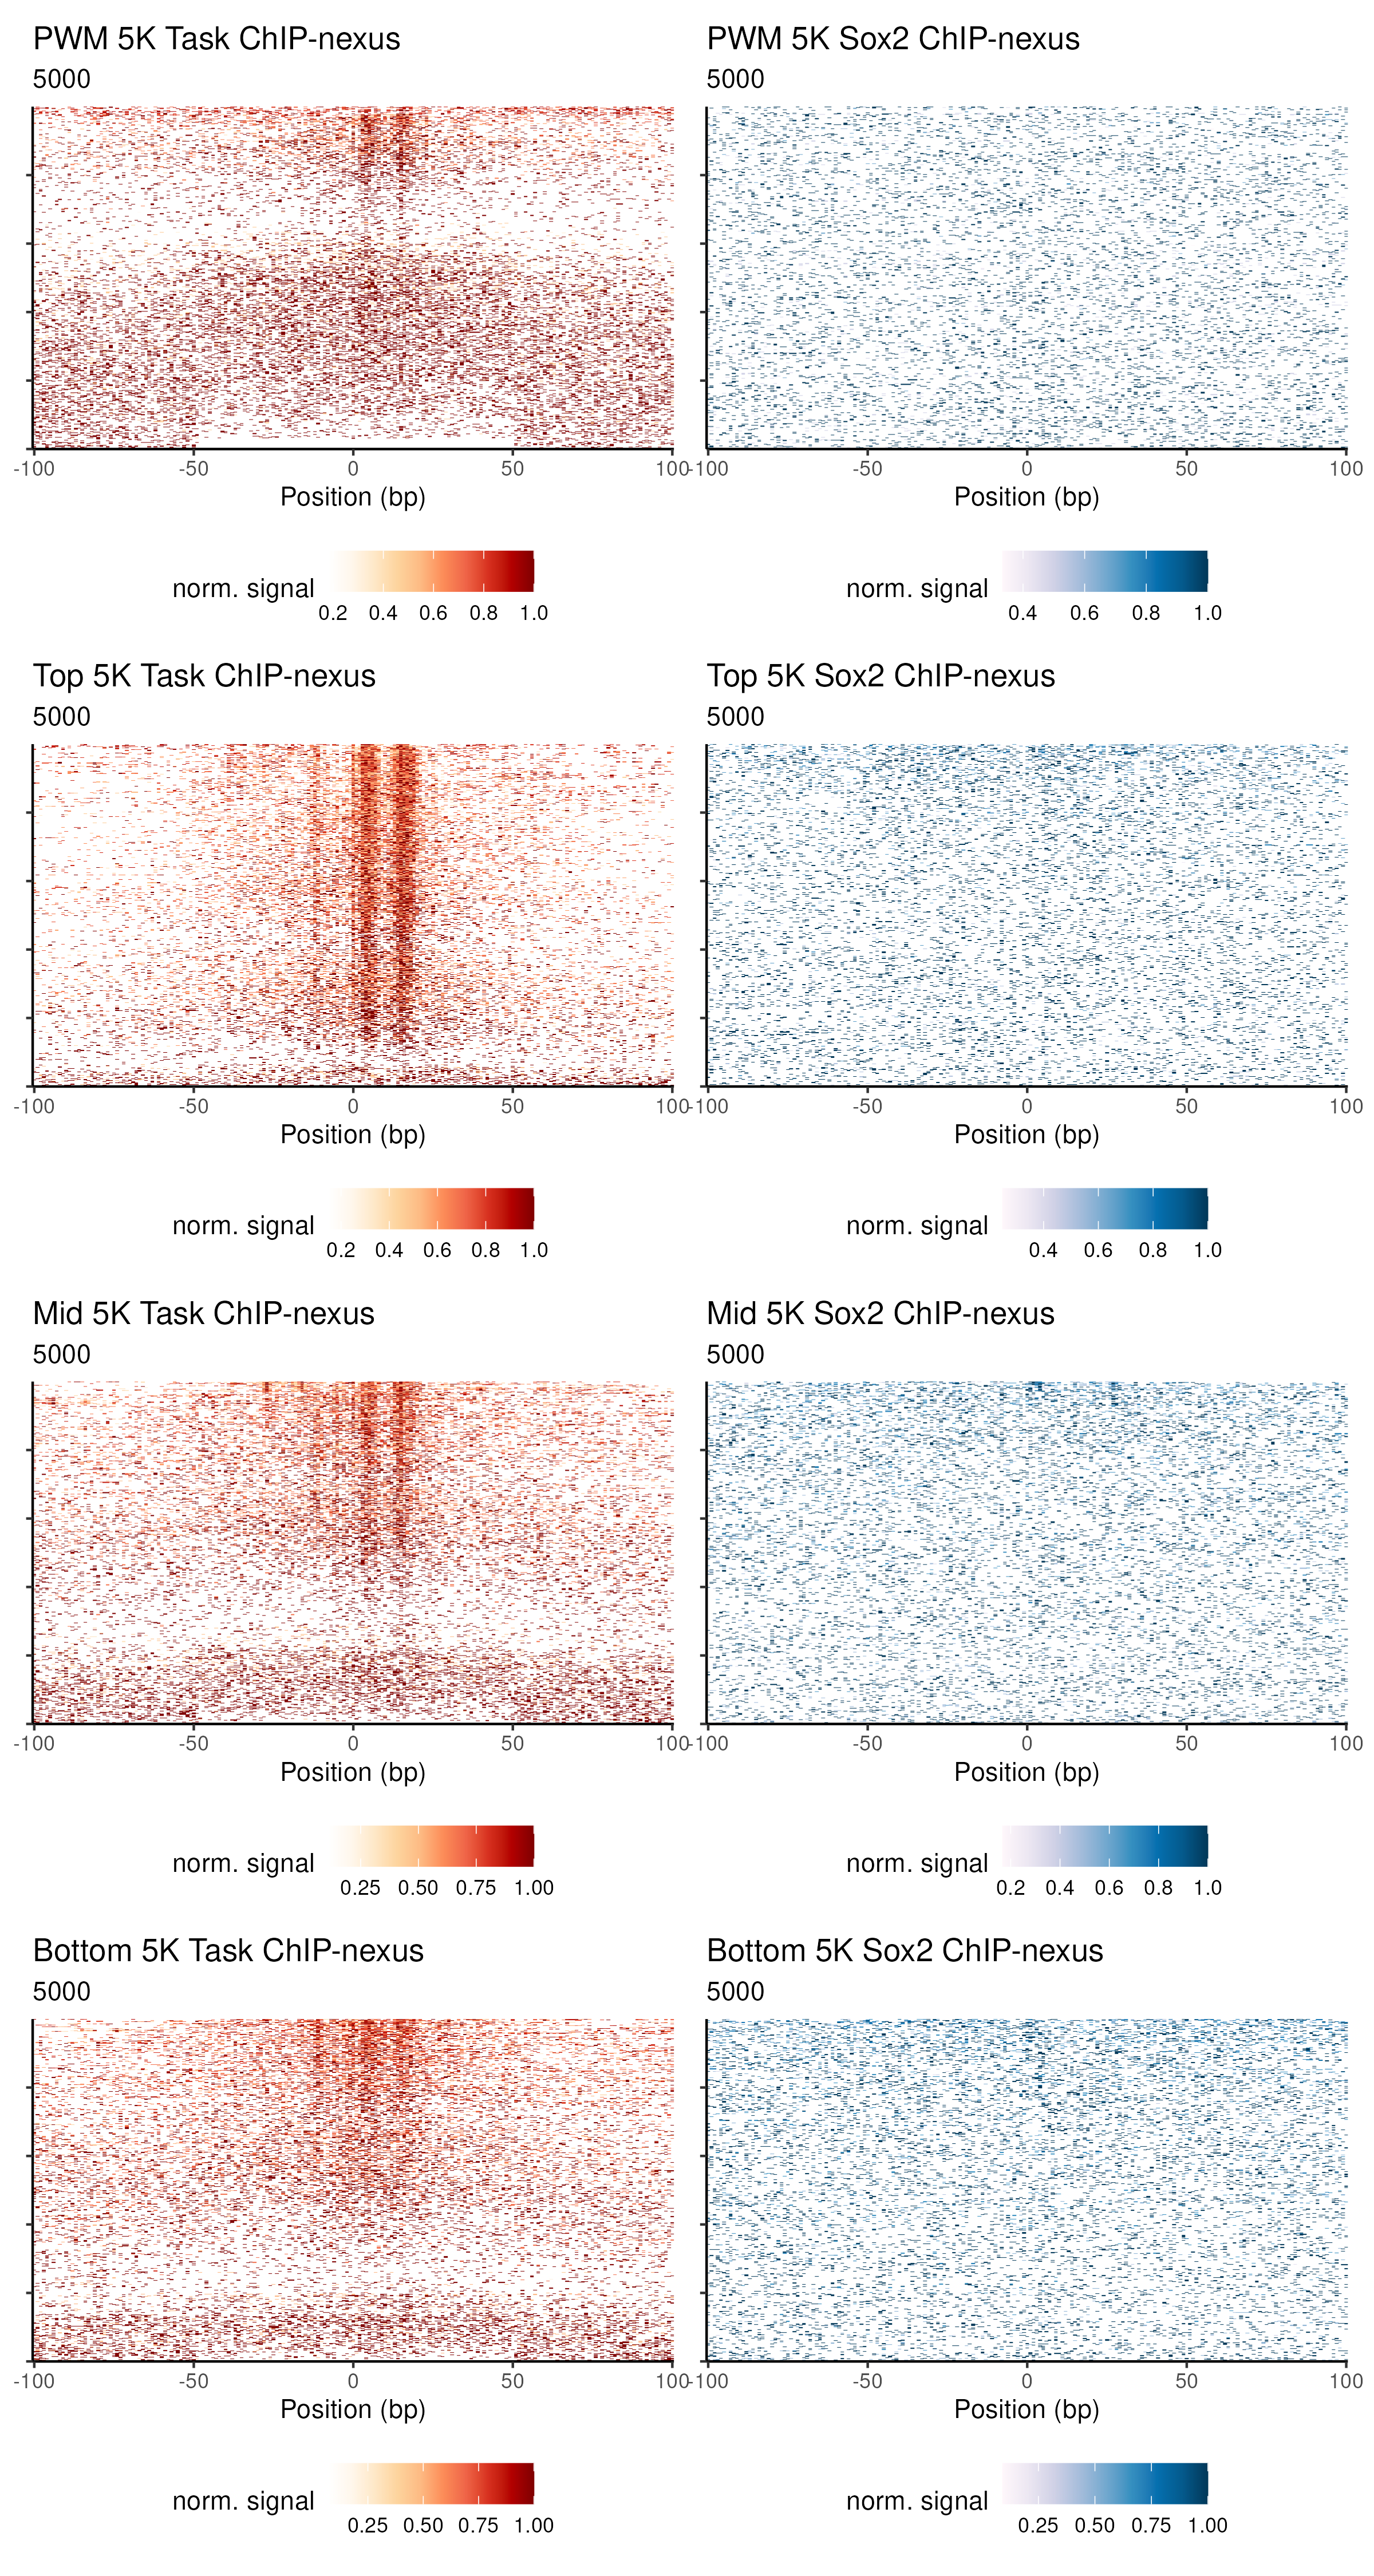 PWM 5K Task ChIP-nexus
5000
-100 -50 0 50 100
Position (bp)
norm. signal
0.2 0.4 0.6 0.8 1.0
PWM 5K Sox2 ChIP-nexus
5000
-100 -50 0 50 100
Position (bp)
norm. signal
0.4 0.6 0.8 1.0
Top 5K Task ChIP-nexus
5000
-100 -50 0 50 100
Position (bp)
norm. signal
0.2 0.4 0.6 0.8 1.0
Top 5K Sox2 ChIP-nexus
5000
-100 -50 0 50 100
Position (bp)
norm. signal
0.4 0.6 0.8 1.0
Mid 5K Task ChIP-nexus
5000
-100 -50 0 50 100
Position (bp)
norm. signal
0.25 0.50 0.75 1.00
Mid 5K Sox2 ChIP-nexus
5000
-100 -50 0 50 100
Position (bp)
norm. signal
0.2 0.4 0.6 0.8 1.0
Bottom 5K Task ChIP-nexus
5000
-100 -50 0 50 100
Position (bp)
norm. signal
0.25 0.50 0.75 1.00
Bottom 5K Sox2 ChIP-nexus
5000
-100 -50 0 50 100
Position (bp)
norm. signal
0.25 0.50 0.75 1.00